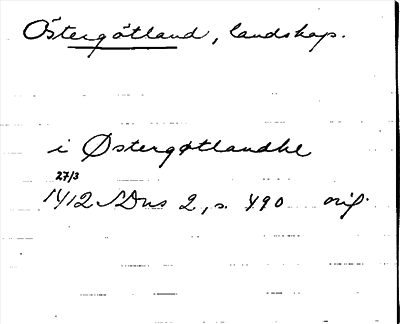 Östergötland, landskap.
i Østergøtlandhe
27/3
1412 SDns 2, s. 490 orig.